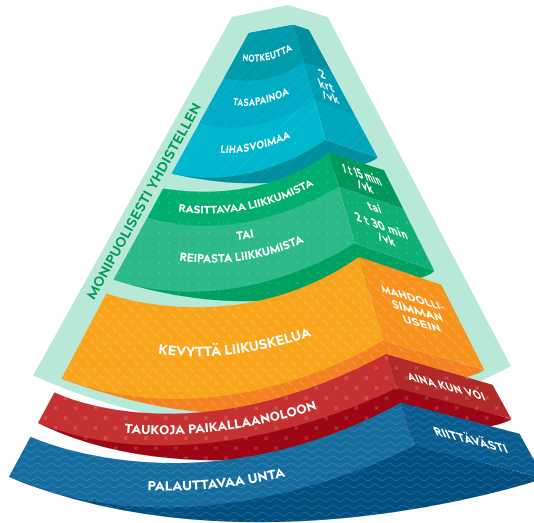 MONIPUOLISESTI YHDISTELLEN
NOTKEUTTA
TASAPAINOA
LIHASVOIMAA
2
krt
/vk
RASITTAVAA LIIKKUMISTA
1 t 15 min
/vk
TAI
tai
REIPASTA LIIKKUMISTA
2 t 30 min
/vk
KEVYTTÄ LIIKUSKELUA
MAHDOLLI-
SIMMAN
USEIN
TAUKOJA PAIKALLAANOLOON
AINA KUN VOI
PALAUTTAVAA UNTA
RIITTÄVÄSTI